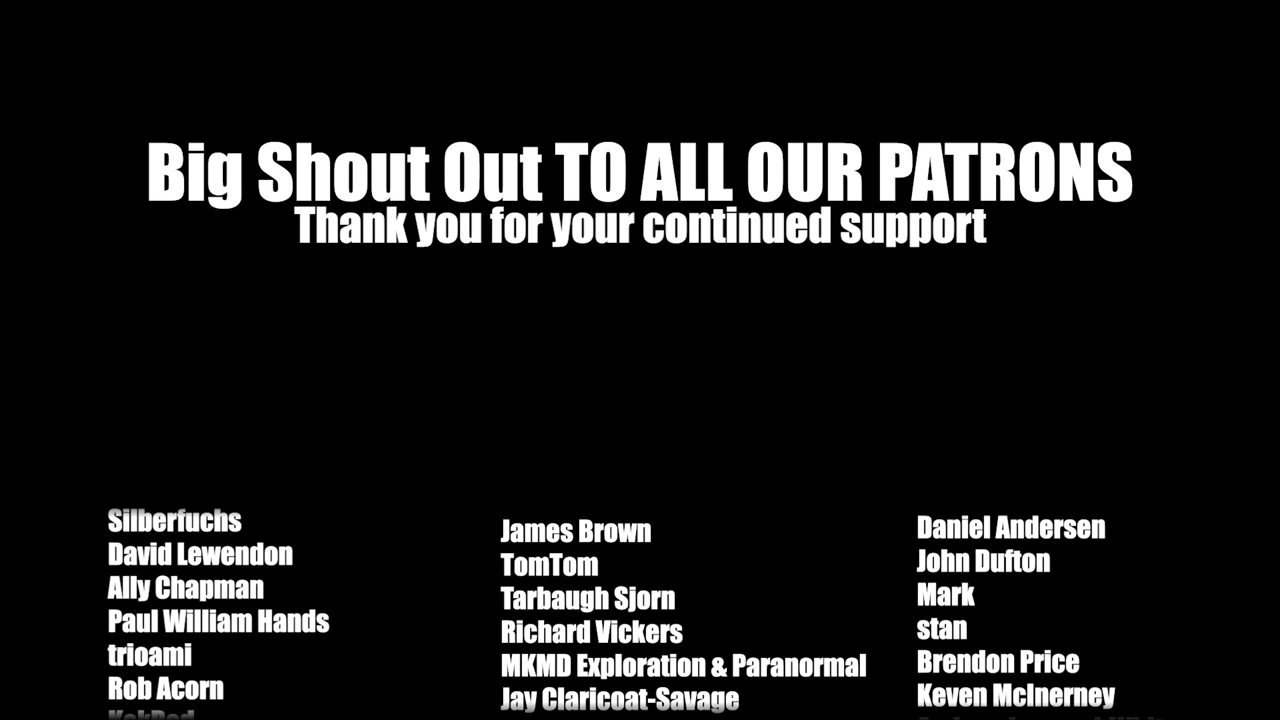 Big Shout Out TO ALL OUR PATRONS
Thank you for your continued support
Silberfuchs
David Lewendon
Ally Chapman
Paul William Hands
trioami
Rob Acorn
James Brown
TomTom
Tarbaugh Sjorn
Richard Vickers
MKMD Exploration & Paranormal
Jay Claricoat-Savage
Daniel Andersen
John Dufton
Mark
stan
Brendon Price
Keven McInerney